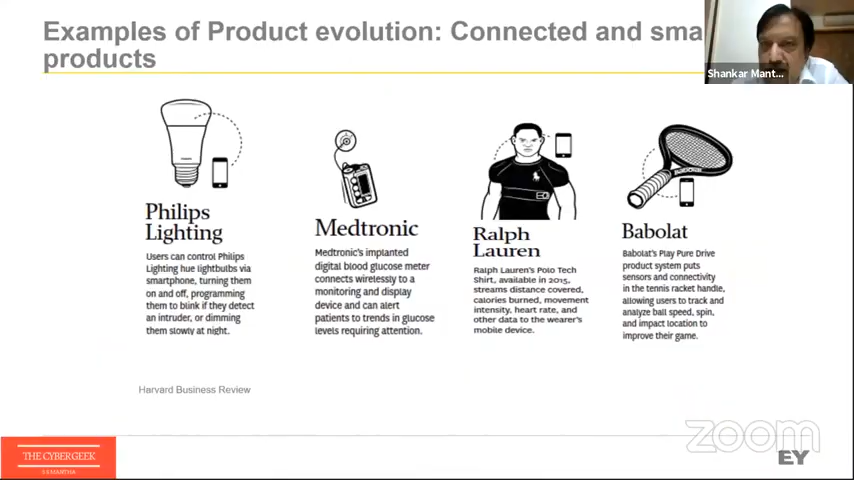 Examples of Product evolution: Connected and sma
products
Shankar Mant...
Philips
Lighting
Users can control Philips
Lighting hue lightbulbs via
smartphone, turning them
on and off, programming
them to blink if they detect
an intruder, or dimming
them slowly at night.
Medtronic
Medtronic's implanted
digital blood glucose meter
connects wirelessly to a
monitoring and display
device and can alert
patients to trends in glucose
levels requiring attention.
Ralph
Lauren
Ralph Lauren's Polo Tech
Shirt, available in 2015,
streams distance covered,
calories burned, movement
intensity, heart rate, and
other data to the wearer's
mobile device.
Babolat
Babolat's Play Pure Drive
product system puts
sensors and connectivity
in the tennis racket handle,
allowing users to track and
analyze ball speed, spin,
and impact location to
improve their game.
Harvard Business Review
THE CYBERGEEK
zoom
EY